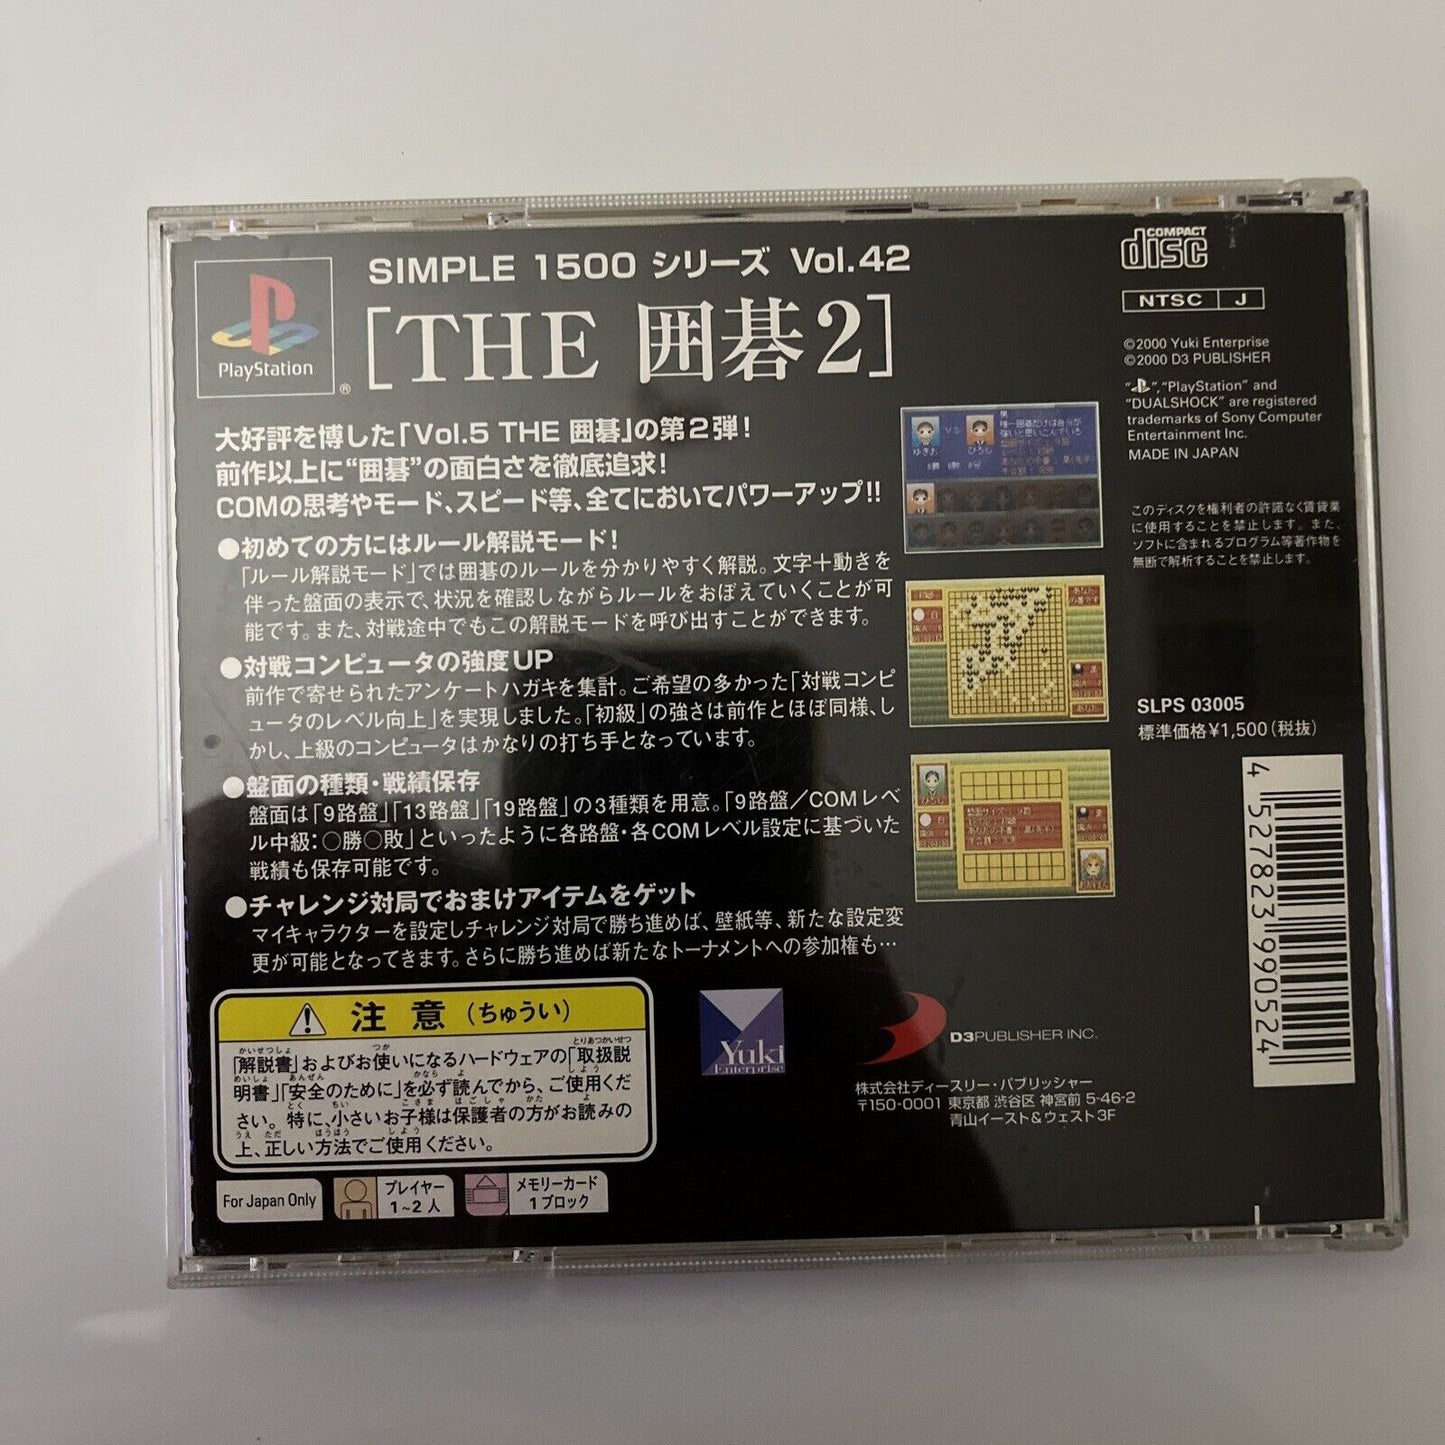 SIMPLE 1500 シリーズ Vol.42
[THE 囲碁2]
PlayStation
®
COMPACT
disc
NTSC J
©2000 Yuki Enterprise
©2000 D3 PUBLISHER
"PS", "PlayStation" and
"DUALSHOCK" are registered
trademarks of Sony Computer
Entertainment Inc.
MADE IN JAPAN
このディスクを権利者の許諾なく賃貸業
に使用することを禁止します。また、
ソフトに含まれるプログラム等著作物を
無断で解析することを禁止します。
SLPS 03005
標準価格¥1,500(税抜)
4 527823 990524
大好評を博した「Vol.5 THE 囲碁」の第2弾!
前作以上に“囲碁”の面白さを徹底追求!
COMの思考やモード、スピード等、全てにおいてパワーアップ!!
●初めての方にはルール解説モード!
「ルール解説モード」では囲碁のルールを分かりやすく解説。文字+動きを
伴った盤面の表示で、状況を確認しながらルールをおぼえていくことが可
能です。また、対戦途中でもこの解説モードを呼び出すことができます。
●対戦コンピュータの強度UP
前作で寄せられたアンケートハガキを集計。ご希望の多かった「対戦コンピ
ュータのレベル向上」を実現しました。「初級」の強さは前作とほぼ同様、し
かし、上級のコンピュータはかなりの打ち手となっています。
●盤面の種類・戦績保存
盤面は「9路盤」「13路盤」「19路盤」の3種類を用意。「9路盤/COMレベ
ル中級:○勝○敗」といったように各路盤・各COMレベル設定に基づいた
戦績も保存可能です。
●チャレンジ対局でおまけアイテムをゲット
マイキャラクターを設定しチャレンジ対局で勝ち進めば、壁紙等、新たな設定変
更が可能となってきます。さらに勝ち進めば新たなトーナメントへの参加権も…
VS
ゆきお
ひろし
注意(ちゅうい)
「解説書」およびお使いになるハードウェアの「取扱説
明書」「安全のために」を必ず読んでから、ご使用くだ
さい。特に、小さいお子様は保護者の方がお読みの
上、正しい方法でご使用ください。
For Japan Only
プレイヤー
1~2人
メモリーカード
1ブロック
Yuki
Enterprise
D3PUBLISHER INC.
株式会社ディースリー・パブリッシャー
〒150-0001 東京都 渋谷区 神宮前 5-46-2
青山イースト&ウェスト3F